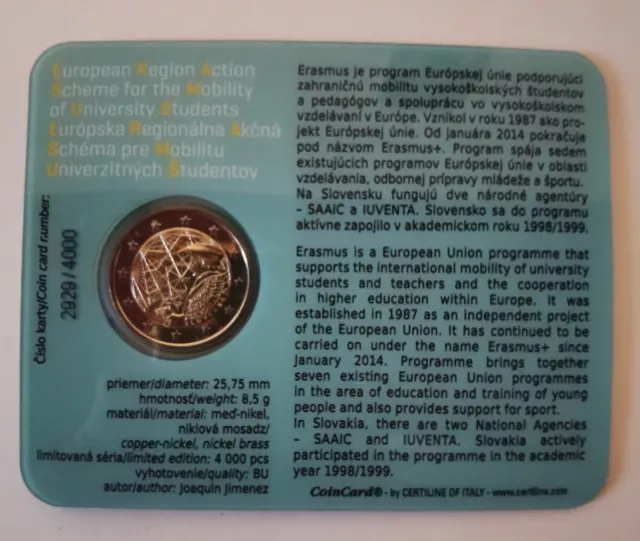 European Region Action
Scheme for the Mobility
of University Students
Európska Regionálna Akčná
Schéma pre Mobilitu
Univerzitných Študentov
Číslo karty/Coin card number:
2929/4000
priemer/diameter: 25,75 mm
hmotnosť/weight: 8,5 g
materiál/material: meď-nikel,
niklová mosadz/
copper-nickel, nickel brass
limitovaná séria/limited edition: 4 000 pcs
vyhotovenie/quality: BU
autor/author: Joaquin Jimenez
Erasmus je program Európskej únie podporujúci
zahraničnú mobilitu vysokoškolských študentov
a pedagógov a spoluprácu vo vysokoškolskom
vzdelávaní v Európe. Vznikol v roku 1987 ako pro-
jekt Európskej únie. Od januára 2014 pokračuje
pod názvom Erasmus+. Program spája sedem
existujúcich programov Európskej únie v oblasti
vzdelávania, odbornej prípravy mládeže a športu.
Na Slovensku fungujú dve národné agentúry
– SAAIC a IUVENTA. Slovensko sa do programu
aktívne zapojilo v akademickom roku 1998/1999.
Erasmus is a European Union programme that
supports the international mobility of university
students and teachers and the cooperation
in higher education within Europe. It was
established in 1987 as an independent project
of the European Union. It has continued to be
carried on under the name Erasmus+ since
January 2014. Programme brings together
seven existing European Union programmes
in the area of education and training of young
people and also provides support for sport.
In Slovakia, there are two National Agencies
– SAAIC and IUVENTA. Slovakia actively
participated in the programme in the academic
year 1998/1999.
CoinCard® - by CERTILINE OF ITALY - www.certiline.com